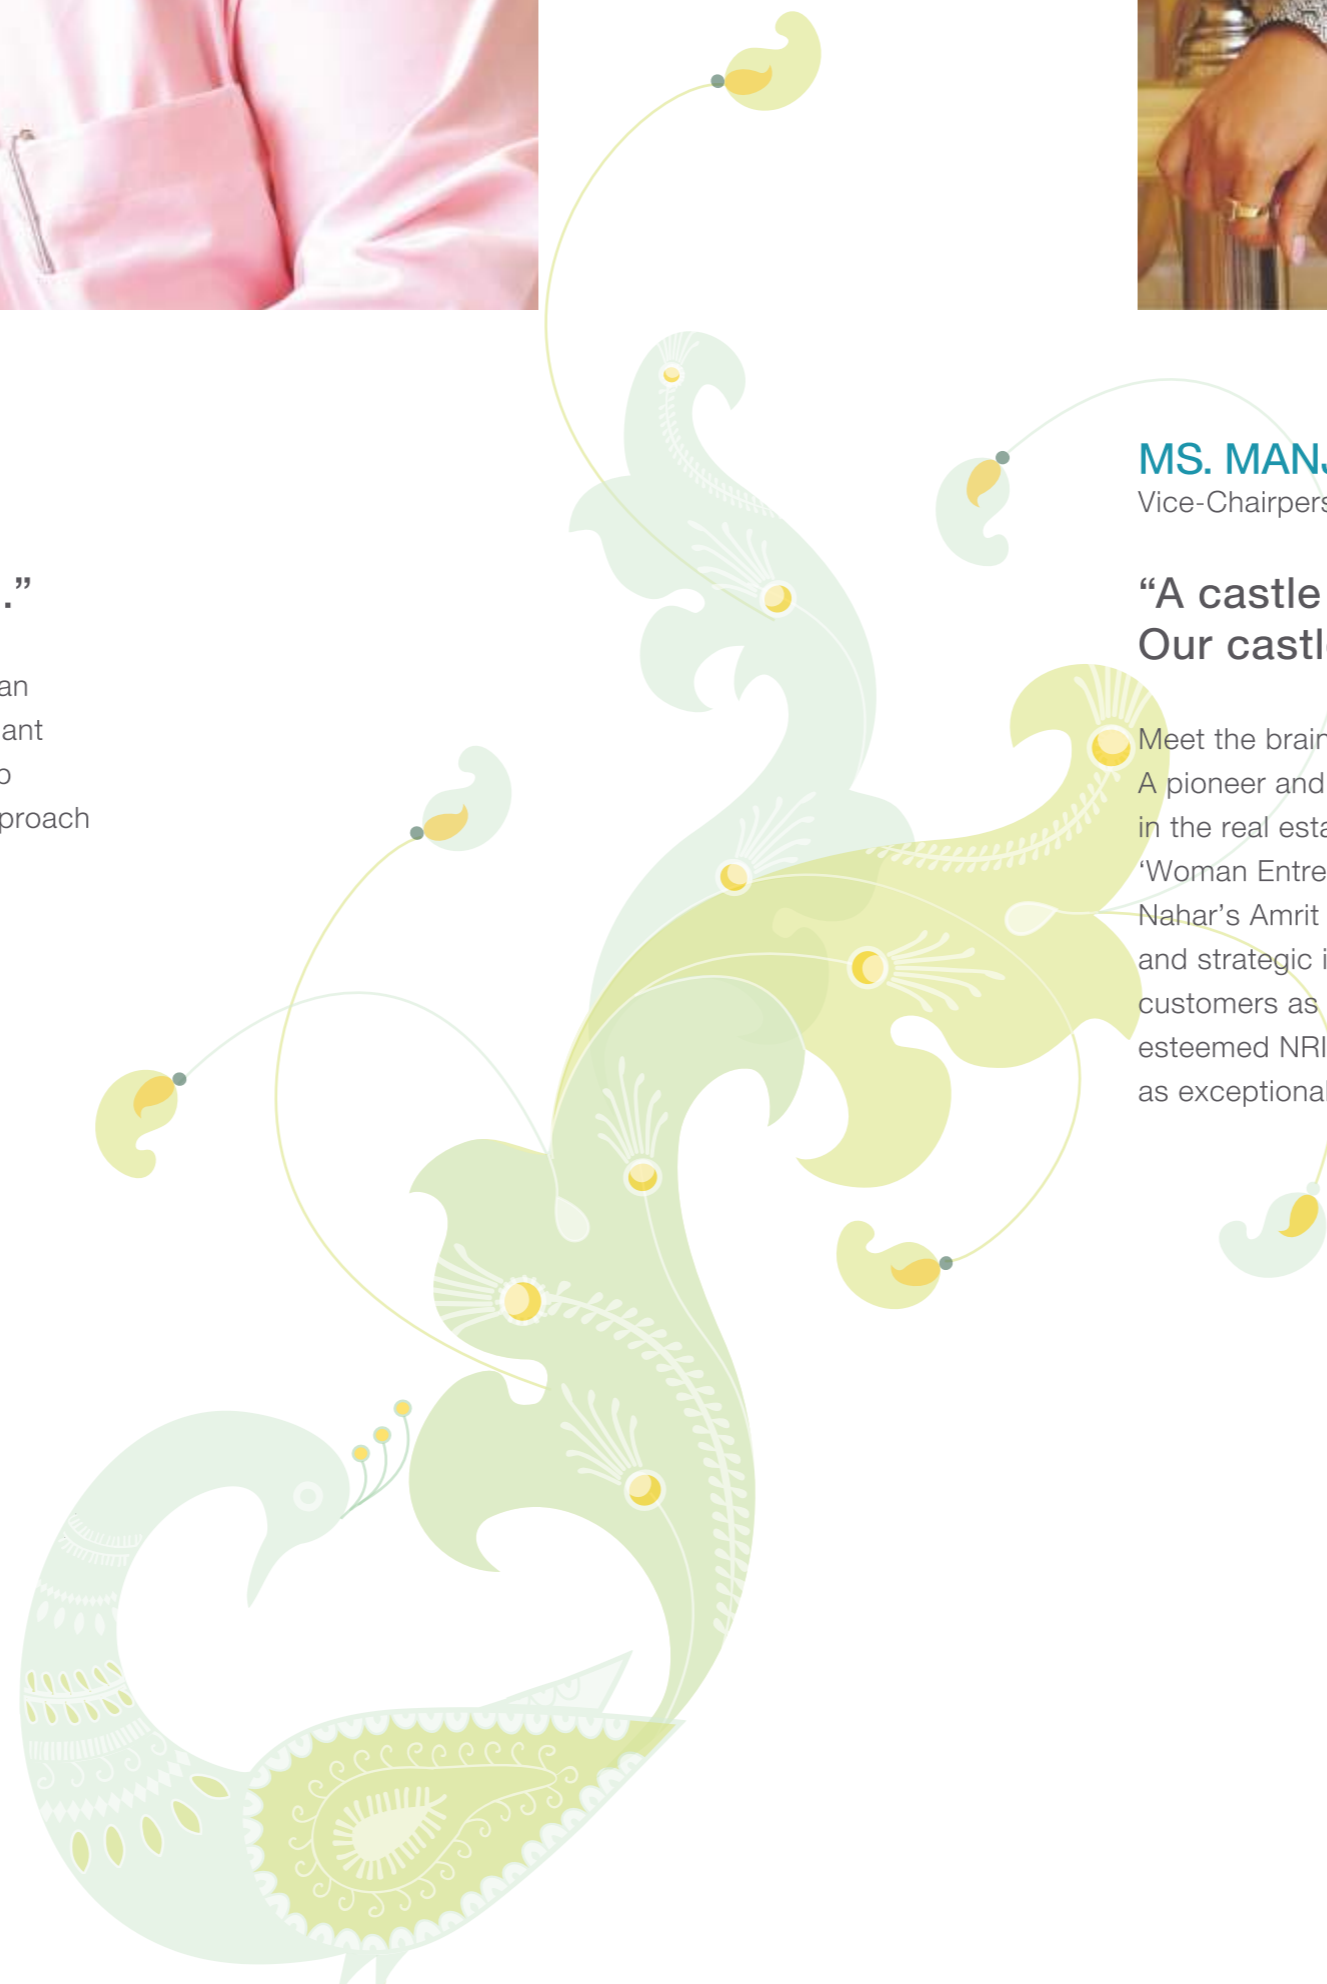 .”
an
ant
proach
MS. MANJ
Vice-Chairpers
“A castle
Our castl
Meet the brain
A pioneer and
in the real esta
‘Woman Entre
Nahar’s Amrit
and strategic i
customers as
esteemed NRI
as exceptional